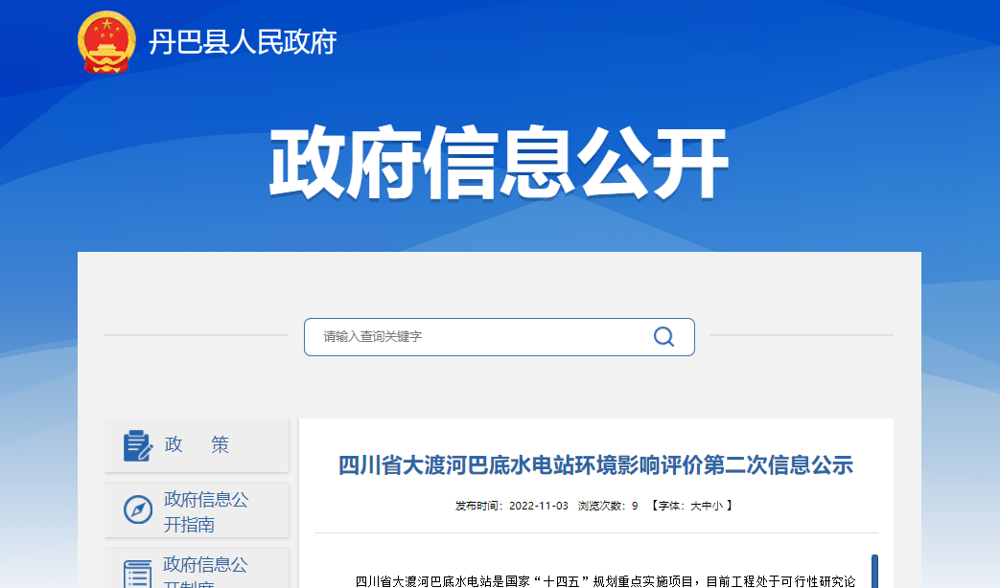 丹巴县人民政府
政府信息公开
请输入查询关键字
政 策
政府信息公
开指南
政府信息公
开制度
四川省大渡河巴底水电站环境影响评价第二次信息公示
发布时间：2022-11-03 浏览次数：9 【字体：大中小 】
四川省大渡河巴底水电站是国家“十四五”规划重点实施项目，目前工程处于可行性研究论